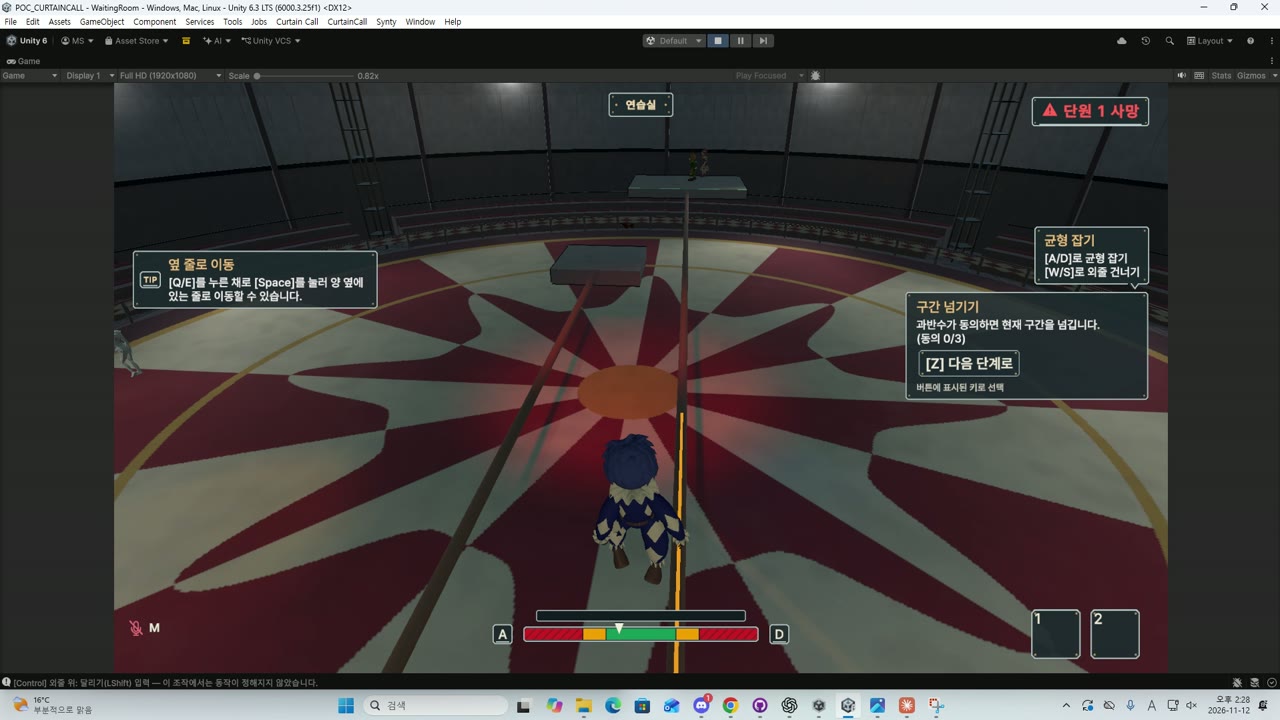 POC_CURTAINCALL - WaitingRoom - Windows, Mac, Linux - Unity 6.3 LTS (6000.3.25f1) <DX12>
File Edit Assets GameObject Component Services Tools Jobs Curtain Call CurtainCall Synty Window Help
Unity 6 MS Asset Store AI Unity VCS Default Layout
Game
Game Display 1 Full HD (1920x1080) Scale 0.82x Play Focused Stats Gizmos
연습실
단원 1 사망
균형 잡기
[A/D]로 균형 잡기
[W/S]로 외줄 건너기
TIP
옆 줄로 이동
[Q/E]를 누른 채로 [Space]를 눌러 양 옆에
있는 줄로 이동할 수 있습니다.
구간 넘기기
과반수가 동의하면 현재 구간을 넘깁니다.
(동의 0/3)
[Z] 다음 단계로
버튼에 표시된 키로 선택
M
A D
1 2
[Control] 외줄 위: 달리기(LShift) 입력 — 이 조작에서는 동작이 정해지지 않았습니다.
16°C
부분적으로 맑음
검색
1
A
오후 2:28
2026-11-12